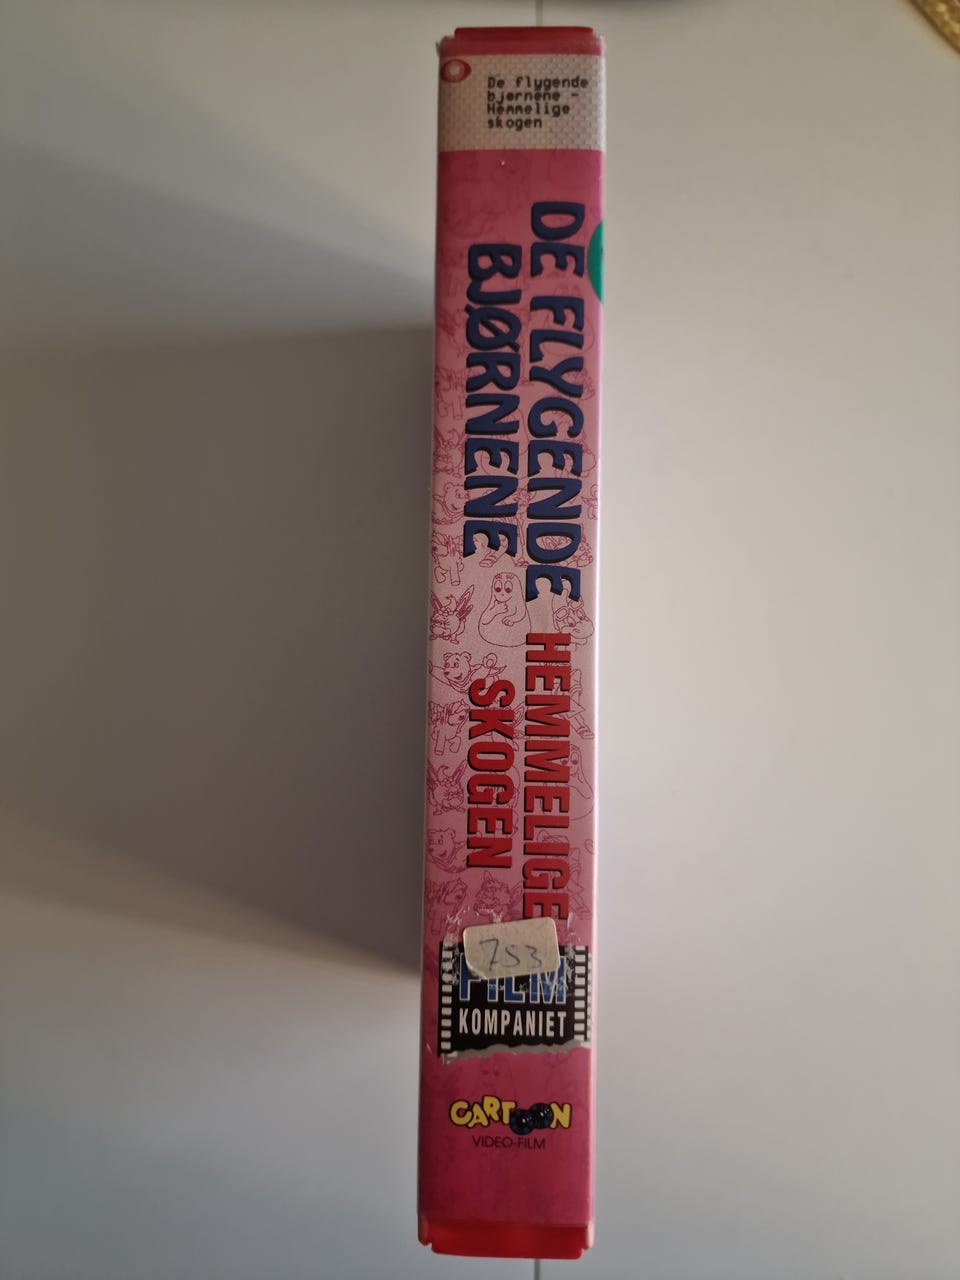 De flygende
bjørnene -
Hemmelige
skogen
DE FLYGENDE
BJØRNENE
HEMMELIGE
SKOGEN
753
FILM
KOMPANIET
CARTOON
VIDEO-FILM